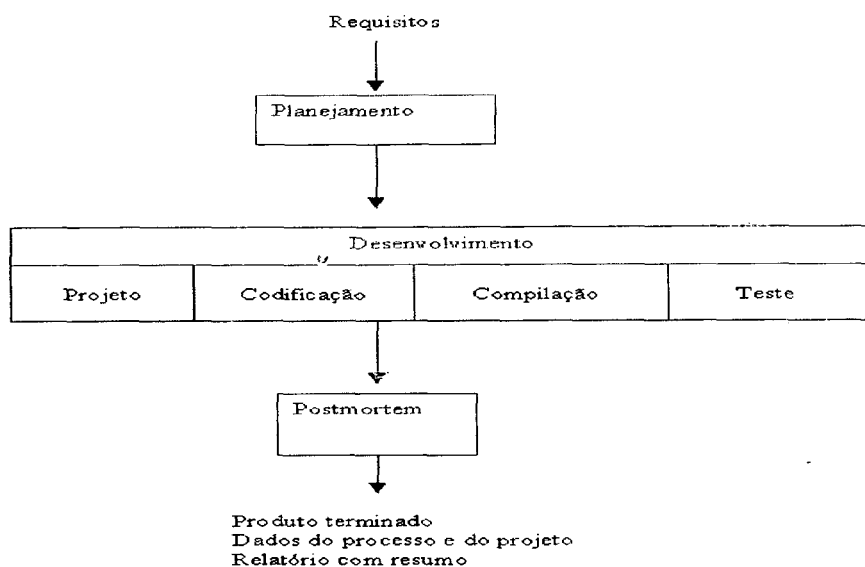 Requisitos
Planejamento
Desenvolvimento
Projeto
Codificação
Compilação
Teste
Postmortem
Produto terminado
Dados do processo e do projeto
Relatório com resumo